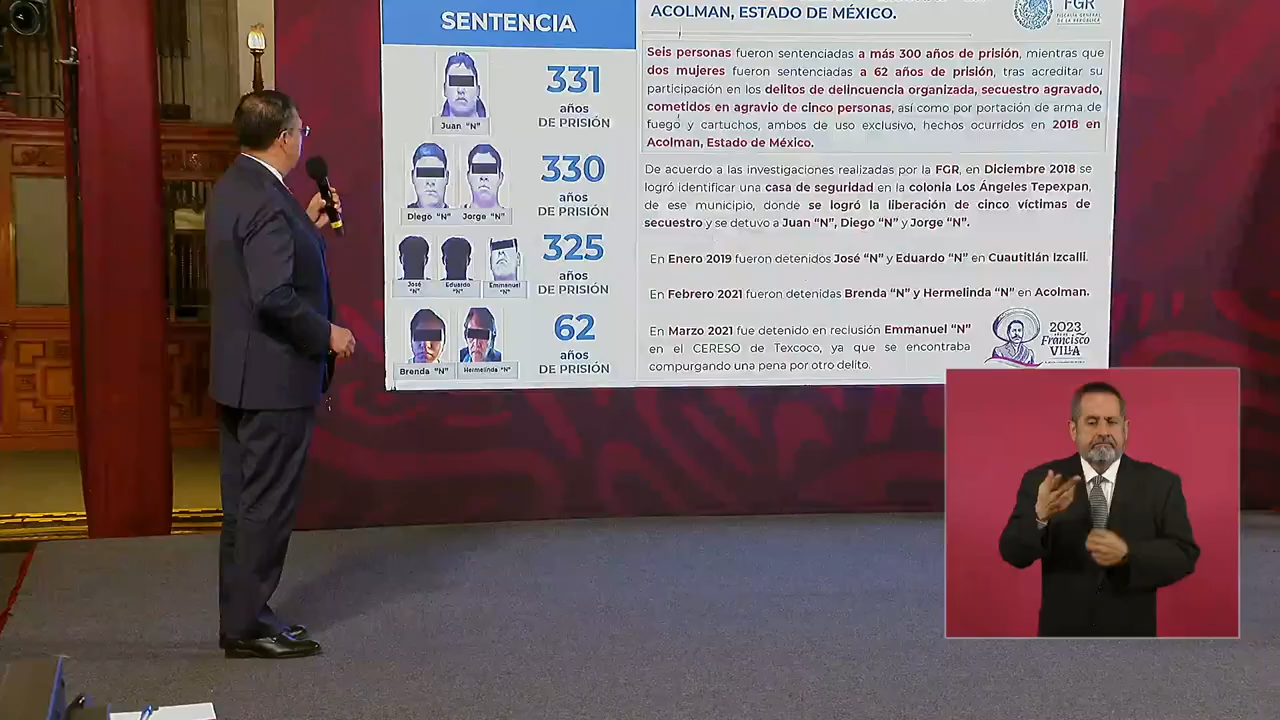 SENTENCIA
331
años
DE PRISIÓN
Juan "N"
330
años
DE PRISIÓN
Diego "N" Jorge "N"
325
años
DE PRISIÓN
José "N"
Eduardo "N"
Emmanuel "N"
62
años
DE PRISIÓN
Brenda "N" Hermelinda "N"
ACOLMAN, ESTADO DE MÉXICO.
FGR
FISCALÍA GENERAL
DE LA REPÚBLICA
Seis personas fueron sentenciadas a más 300 años de prisión, mientras que
dos mujeres fueron sentenciadas a 62 años de prisión, tras acreditar su
participación en los delitos de delincuencia organizada, secuestro agravado,
cometidos en agravio de cinco personas, así como por portación de arma de
fuego y cartuchos, ambos de uso exclusivo, hechos ocurridos en 2018 en
Acolman, Estado de México.
De acuerdo a las investigaciones realizadas por la FGR, en Diciembre 2018 se
logró identificar una casa de seguridad en la colonia Los Ángeles Tepexpan,
de ese municipio, donde se logró la liberación de cinco víctimas de
secuestro y se detuvo a Juan "N", Diego "N" y Jorge "N".
En Enero 2019 fueron detenidos José "N" y Eduardo "N" en Cuautitlán Izcalli.
En Febrero 2021 fueron detenidas Brenda "N" y Hermelinda "N" en Acolman.
En Marzo 2021 fue detenido en reclusión Emmanuel "N"
en el CERESO de Texcoco, ya que se encontraba
compurgando una pena por otro delito.
2023
Francisco
VILLA